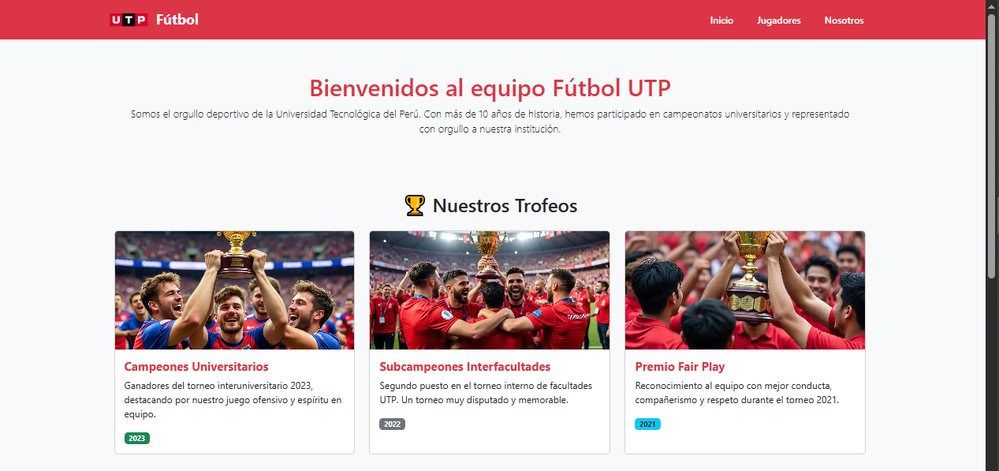 UTP Fútbol Inicio Jugadores Nosotros
Bienvenidos al equipo Fútbol UTP
Somos el orgullo deportivo de la Universidad Tecnológica del Perú. Con más de 10 años de historia, hemos participado en campeonatos universitarios y representado
con orgullo a nuestra institución.
🏆 Nuestros Trofeos
Campeones Universitarios
Ganadores del torneo interuniversitario 2023,
destacando por nuestro juego ofensivo y espíritu en
equipo.
2023
Subcampeones Interfacultades
Segundo puesto en el torneo interno de facultades
UTP. Un torneo muy disputado y memorable.
2022
Premio Fair Play
Reconocimiento al equipo con mejor conducta,
compañerismo y respeto durante el torneo 2021.
2021